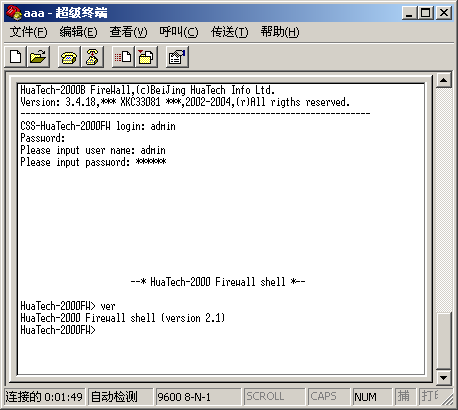 aaa - 超级终端
文件(F) 编辑(E) 查看(V) 呼叫(C) 传送(T) 帮助(H)
HuaTech-2000B FireWall,(c)BeiJing HuaTech Info Ltd.
Version: 3.4.18,*** XKC33081 ***,2002-2004,(r)All rigths reserved.
----------------------------------------------------------------------
CSS-HuaTech-2000FW login: admin
Password:
Please input user name: admin
Please input password: ******
--* HuaTech-2000 Firewall shell *--
HuaTech-2000FW> ver
HuaTech-2000 Firewall shell (version 2.1)
HuaTech-2000FW>
连接的 0:01:49 自动检测 9600 8-N-1 SCROLL CAPS NUM 捕 打印